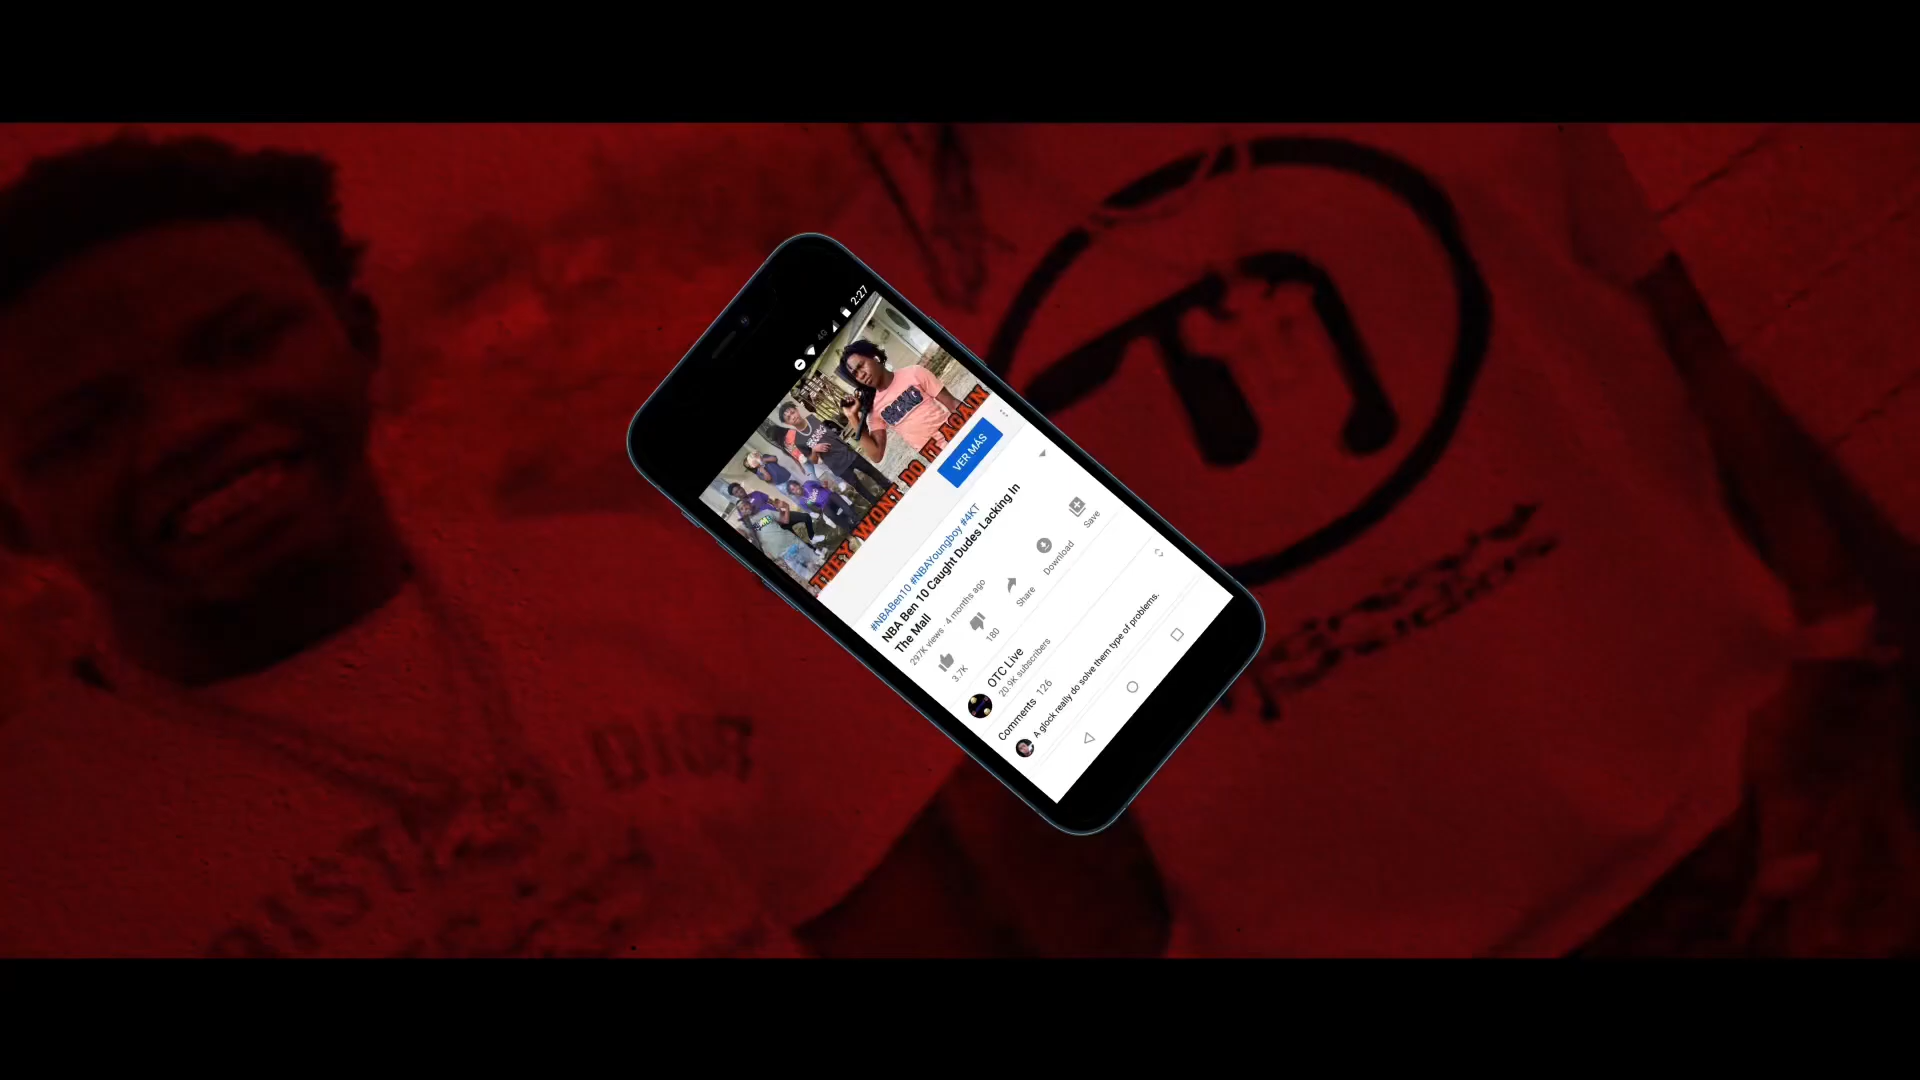 2:27
4G
THEY WONT DO IT AGAIN
VER MÁS
#NBABen10 #NBAYoungboy #4KT
NBA Ben 10 Caught Dudes Lacking In
The Mall
297K views · 4 months ago
3.7K
180
Share
Download
Save
OTC Live
20.9K subscribers
Comments 126
A glock really do solve them type of problems.